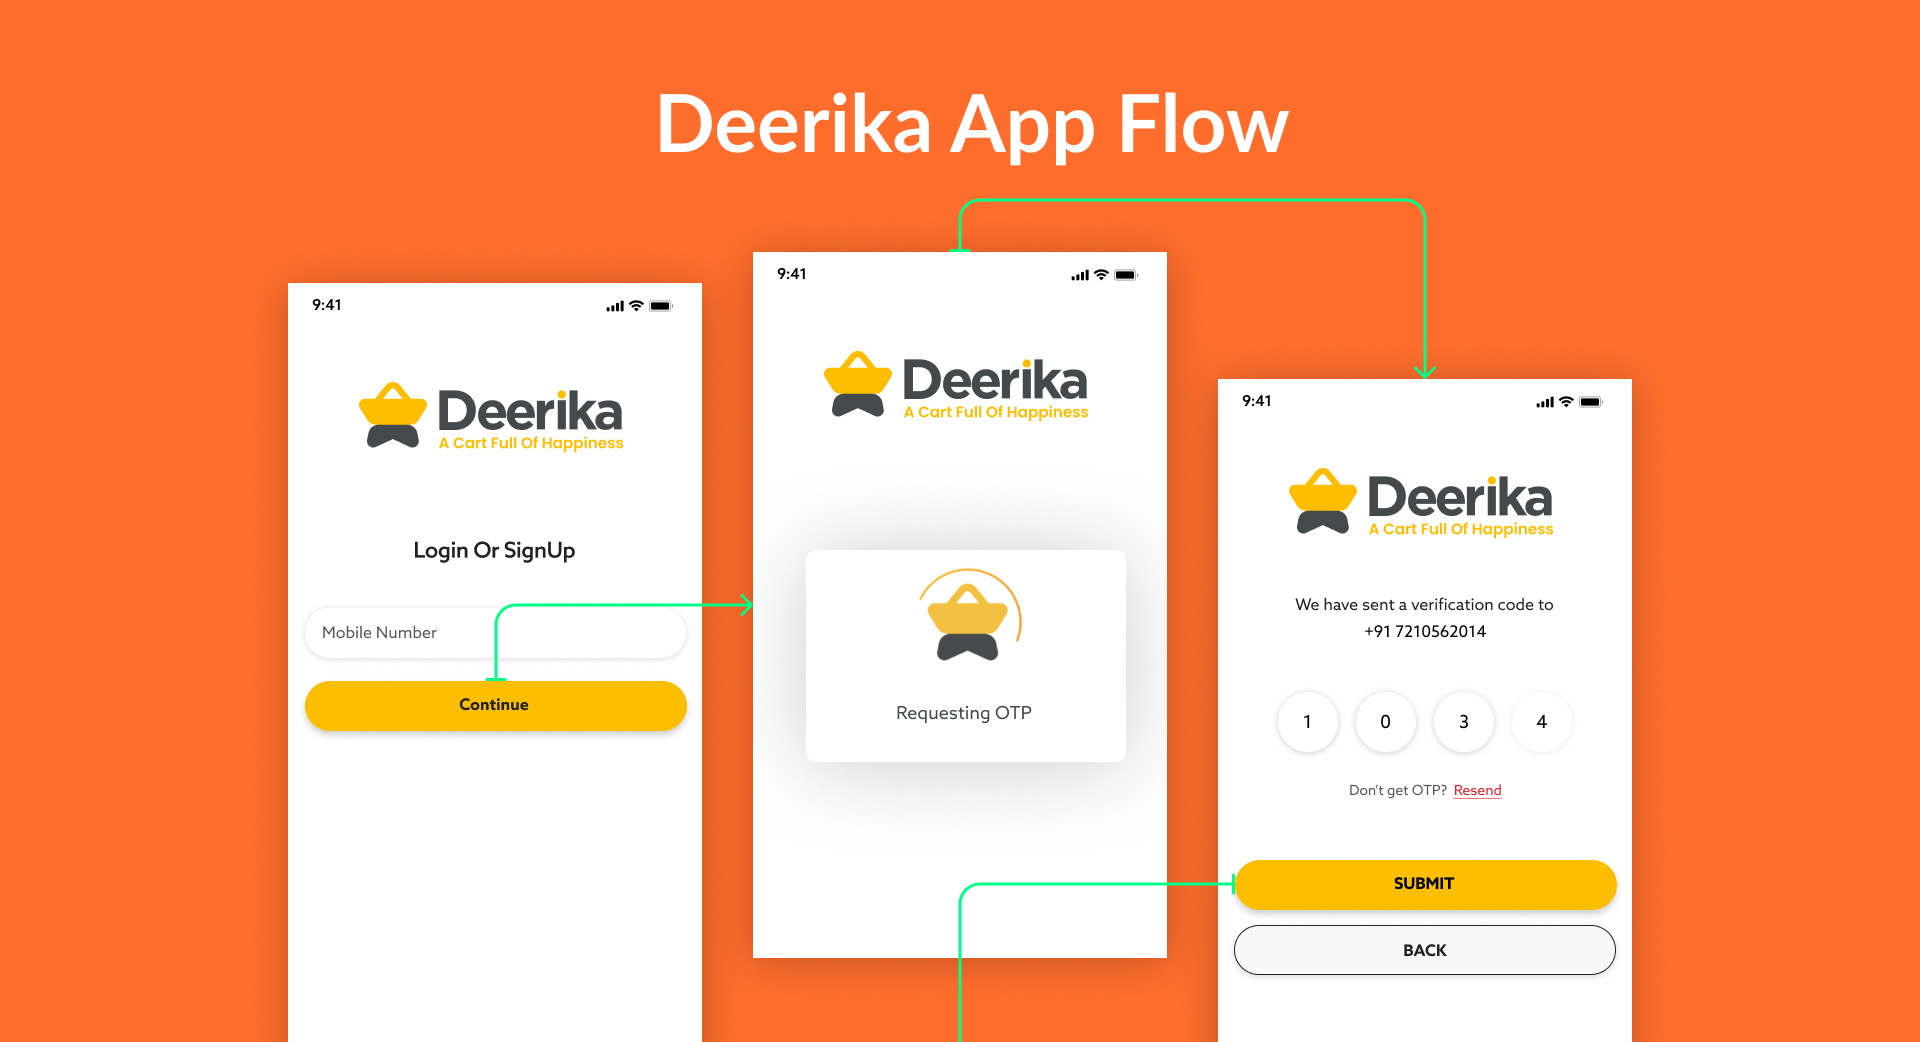 Deerika App Flow
9:41
Deerika
A Cart Full Of Happiness
Login Or SignUp
Mobile Number
Continue
9:41
Deerika
A Cart Full Of Happiness
Requesting OTP
9:41
Deerika
A Cart Full Of Happiness
We have sent a verification code to
+91 7210562014
1 0 3 4
Don't get OTP? Resend
SUBMIT
BACK